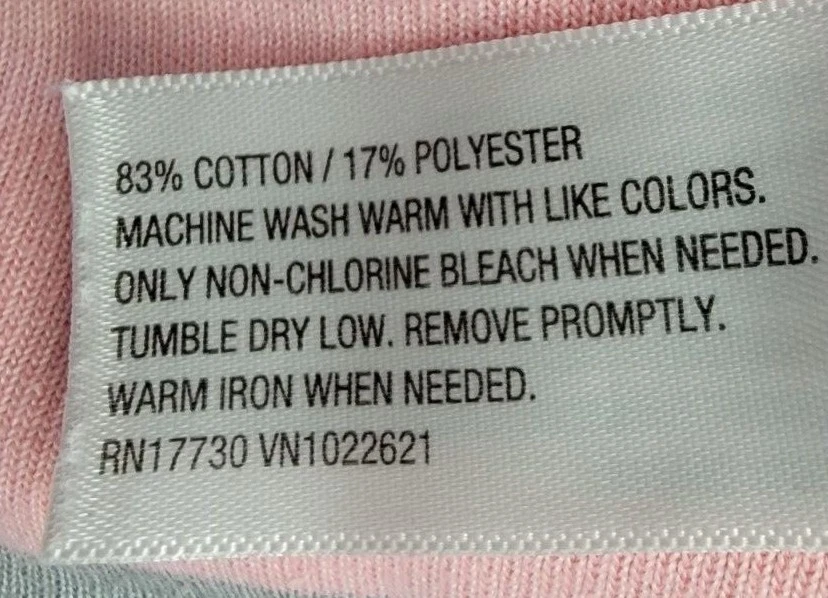 83% COTTON / 17% POLYESTER
MACHINE WASH WARM WITH LIKE COLORS.
ONLY NON-CHLORINE BLEACH WHEN NEEDED.
TUMBLE DRY LOW. REMOVE PROMPTLY.
WARM IRON WHEN NEEDED.
RN17730 VN1022621